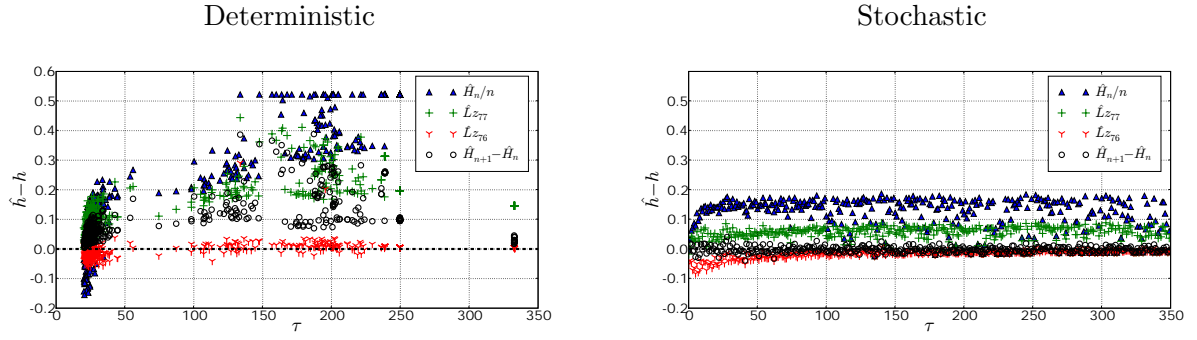 Deterministic
Stochastic
0.6
0.5
0.4
0.3
0.2
0.1
0.0
-0.1
-0.2
0 50 100 150 200 250 300 350
τ
ĥ−h
Ĥₙ/n
L̂z₇₇
L̂z₇₆
Ĥₙ₊₁−Ĥₙ
0.6
0.5
0.4
0.3
0.2
0.1
0.0
-0.1
-0.2
0 50 100 150 200 250 300 350
τ
ĥ−h
Ĥₙ/n
L̂z₇₇
L̂z₇₆
Ĥₙ₊₁−Ĥₙ